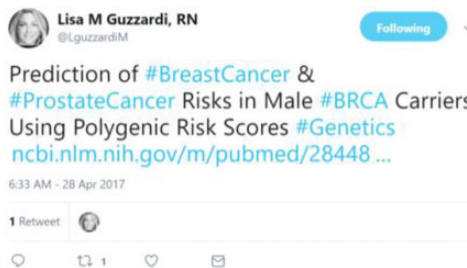 Lisa M Guzzardi, RN
@LguzzardiM
Following
Prediction of #BreastCancer &
#ProstateCancer Risks in Male #BRCA Carriers
Using Polygenic Risk Scores #Genetics
ncbi.nlm.nih.gov/m/pubmed/28448 ...
6:33 AM - 28 Apr 2017
1 Retweet
1